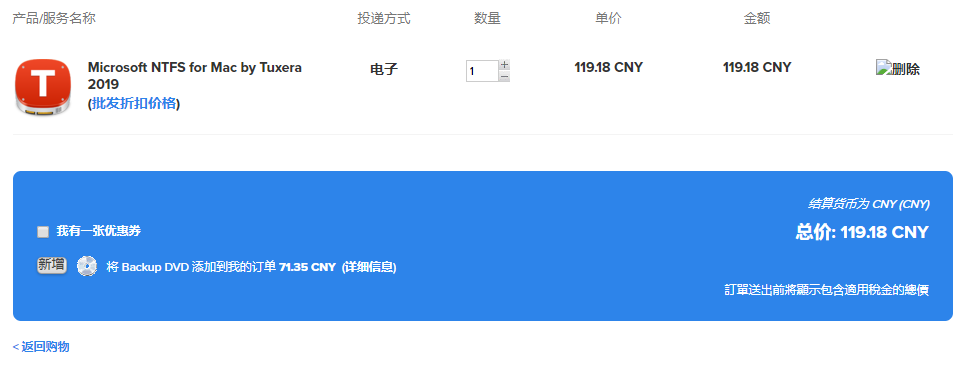 产品/服务名称 投递方式 数量 单价 金额
T
Microsoft NTFS for Mac by Tuxera 电子 1 119.18 CNY 119.18 CNY 删除
2019
(批发折扣价格)
结算货币为 CNY (CNY)
我有一张优惠券 总价: 119.18 CNY
新增 将 Backup DVD 添加到我的订单 71.35 CNY (详细信息)
訂單送出前將顯示包含適用稅金的總價
< 返回购物